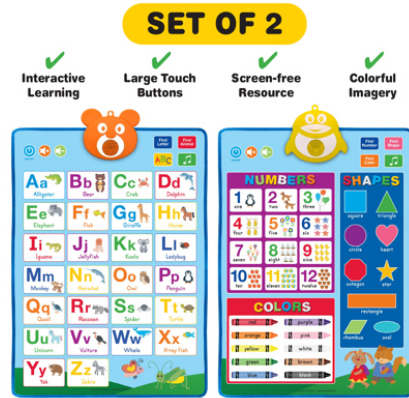 SET OF 2
Interactive Learning
Large Touch Buttons
Screen-free Resource
Colorful Imagery
Find Letter
Find Animal
ABC
Aa Alligator
Bb Bear
Cc Crab
Dd Dolphin
Ee Elephant
Ff Fish
Gg Giraffe
Hh Horse
Ii Iguana
Jj Jellyfish
Kk Koala
Ll Ladybug
Mm Monkey
Nn Narwhal
Oo Owl
Pp Penguin
Qq Quail
Rr Raccoon
Ss Spider
Tt Turtle
Uu Unicorn
Vv Vulture
Ww Whale
Xx X-ray Fish
Yy Yak
Zz Zebra
Find Number
Find Shape
Find Color
NUMBERS
1 one
2 two
3 three
4 four
5 five
6 six
7 seven
8 eight
9 nine
10 ten
11 eleven
12 twelve
SHAPES
square
triangle
circle
heart
octagon
star
rectangle
rhombus
oval
COLORS
red
purple
orange
pink
yellow
white
green
brown
blue
black